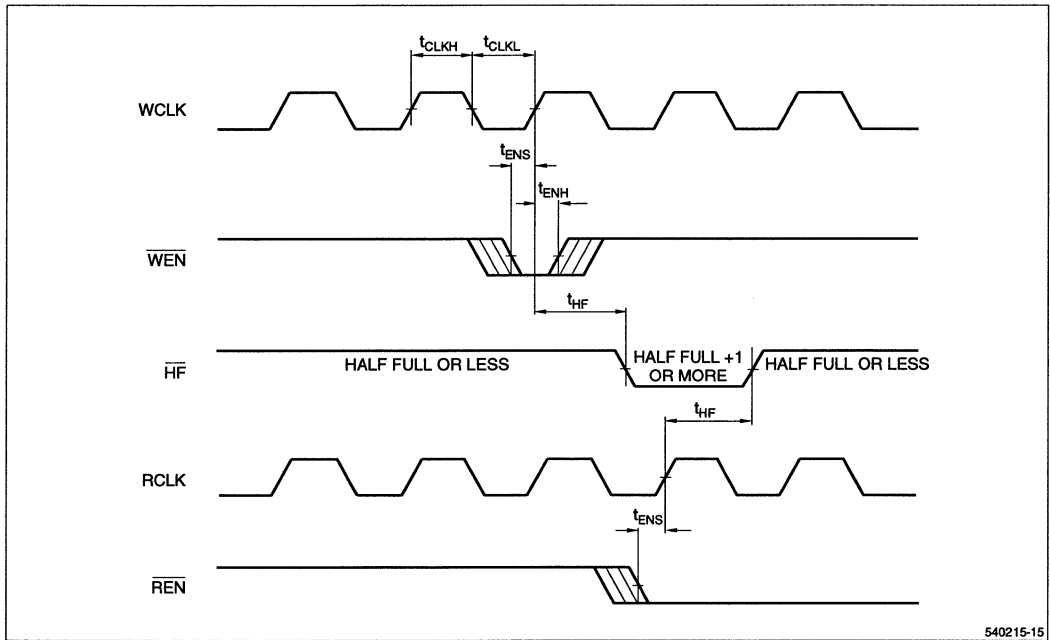 tCLKH tCLKL
WCLK
tENS
tENH
WEN
tHF
HF
HALF FULL OR LESS
HALF FULL +1
OR MORE
HALF FULL OR LESS
tHF
RCLK
tENS
REN
540215-15